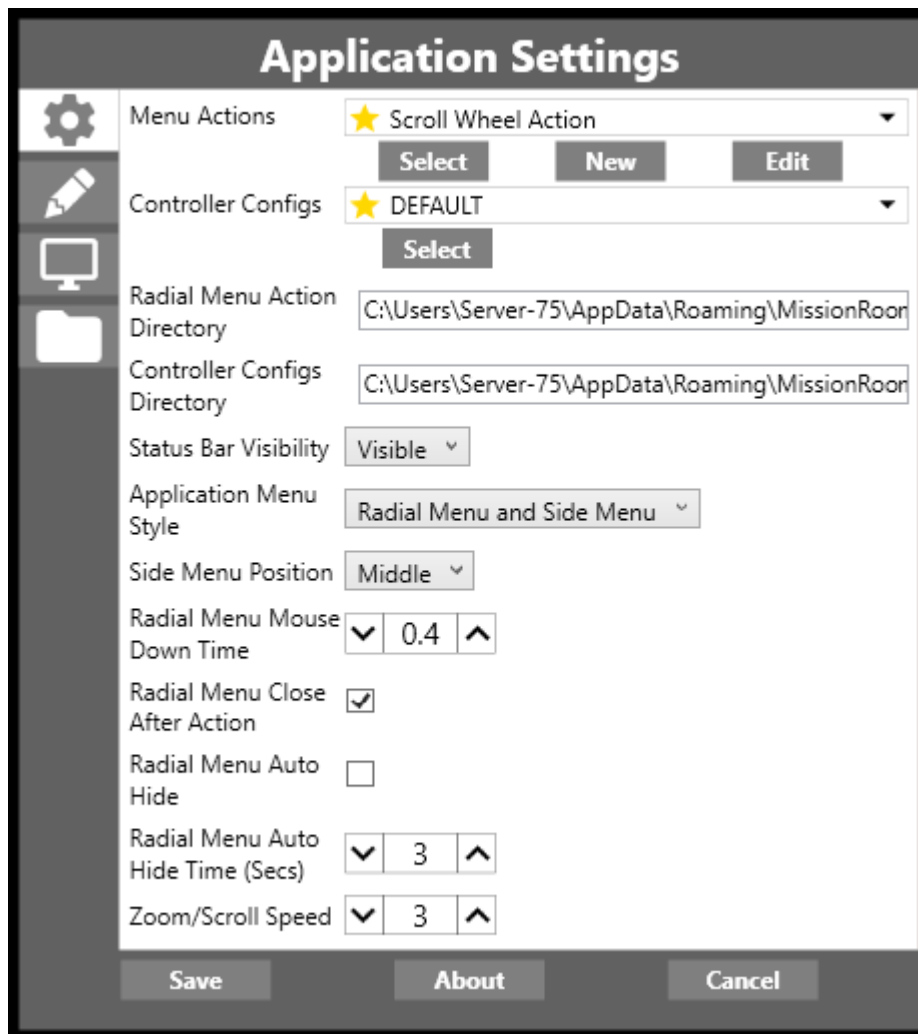 Application Settings
Menu Actions
Scroll Wheel Action
Select New Edit
Controller Configs
DEFAULT
Select
Radial Menu Action
Directory
C:\Users\Server-75\AppData\Roaming\MissionRoom
Controller Configs
Directory
C:\Users\Server-75\AppData\Roaming\MissionRoom
Status Bar Visibility
Visible
Application Menu
Style
Radial Menu and Side Menu
Side Menu Position
Middle
Radial Menu Mouse
Down Time
0.4
Radial Menu Close
After Action
Radial Menu Auto
Hide
Radial Menu Auto
Hide Time (Secs)
3
Zoom/Scroll Speed
3
Save About Cancel